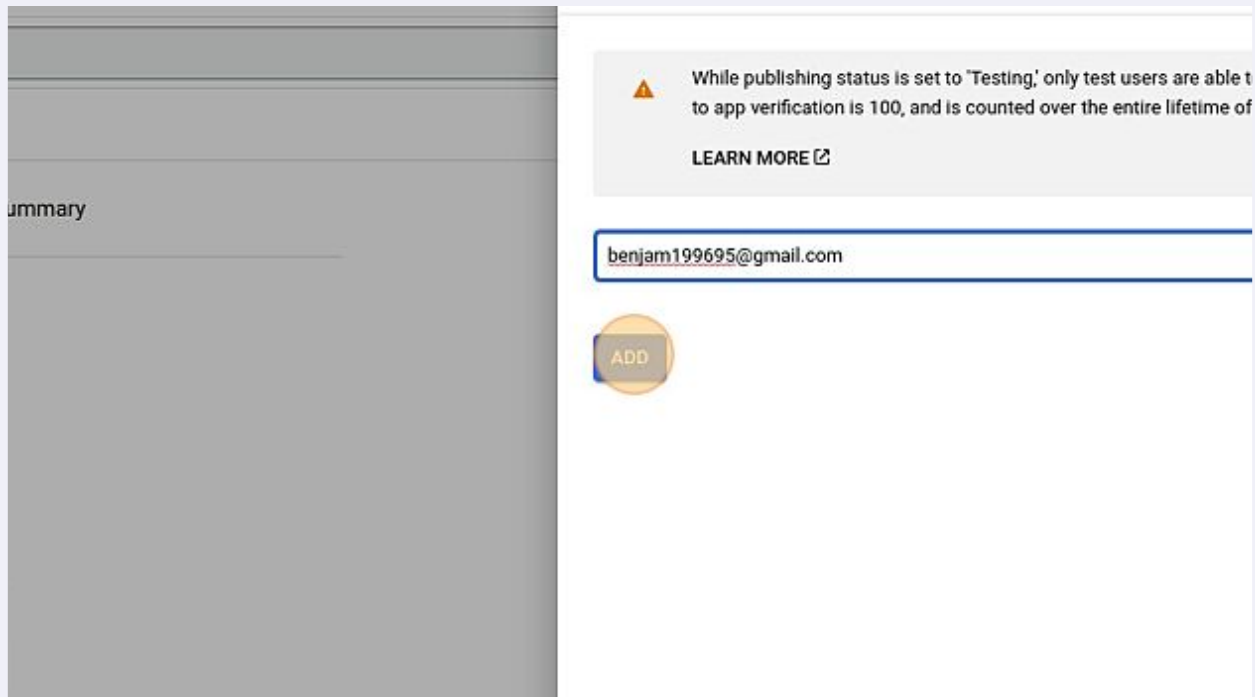 While publishing status is set to 'Testing,' only test users are able t
to app verification is 100, and is counted over the entire lifetime of
LEARN MORE
ummary
benjam199695@gmail.com
ADD